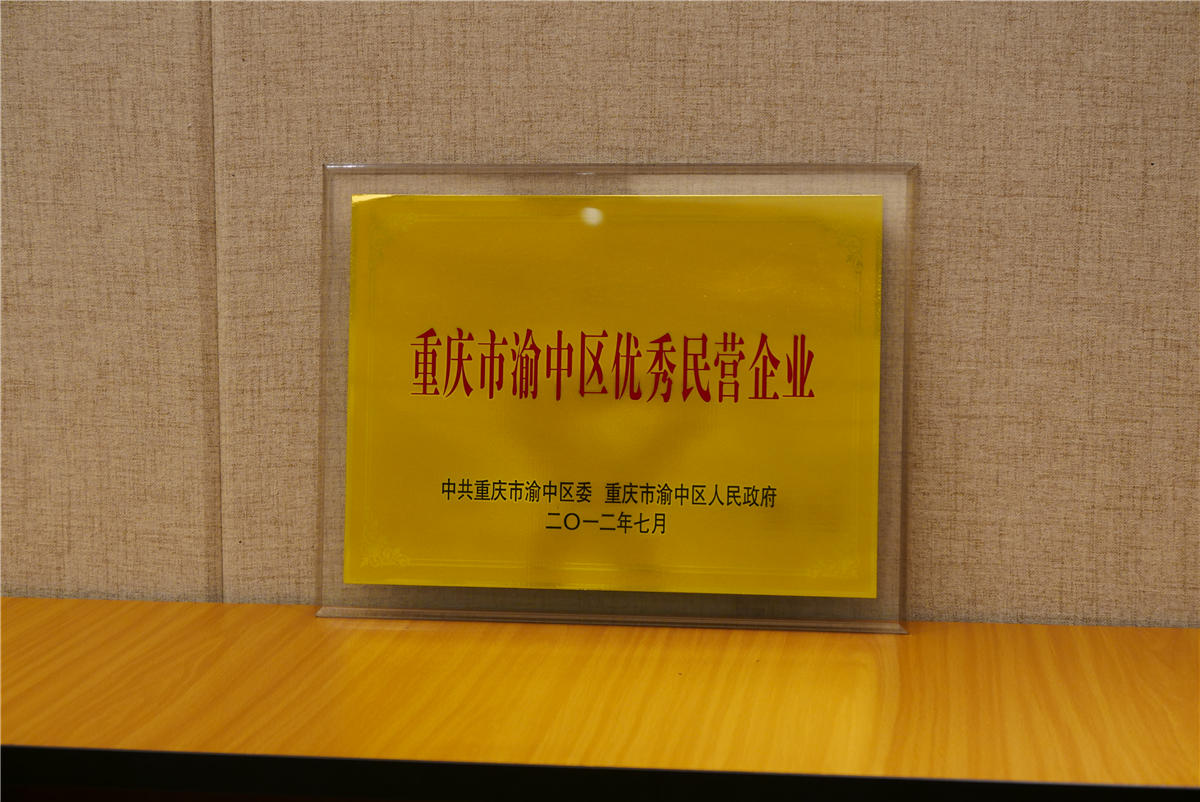 重庆市渝中区优秀民营企业
中共重庆市渝中区委 重庆市渝中区人民政府
二〇一二年七月